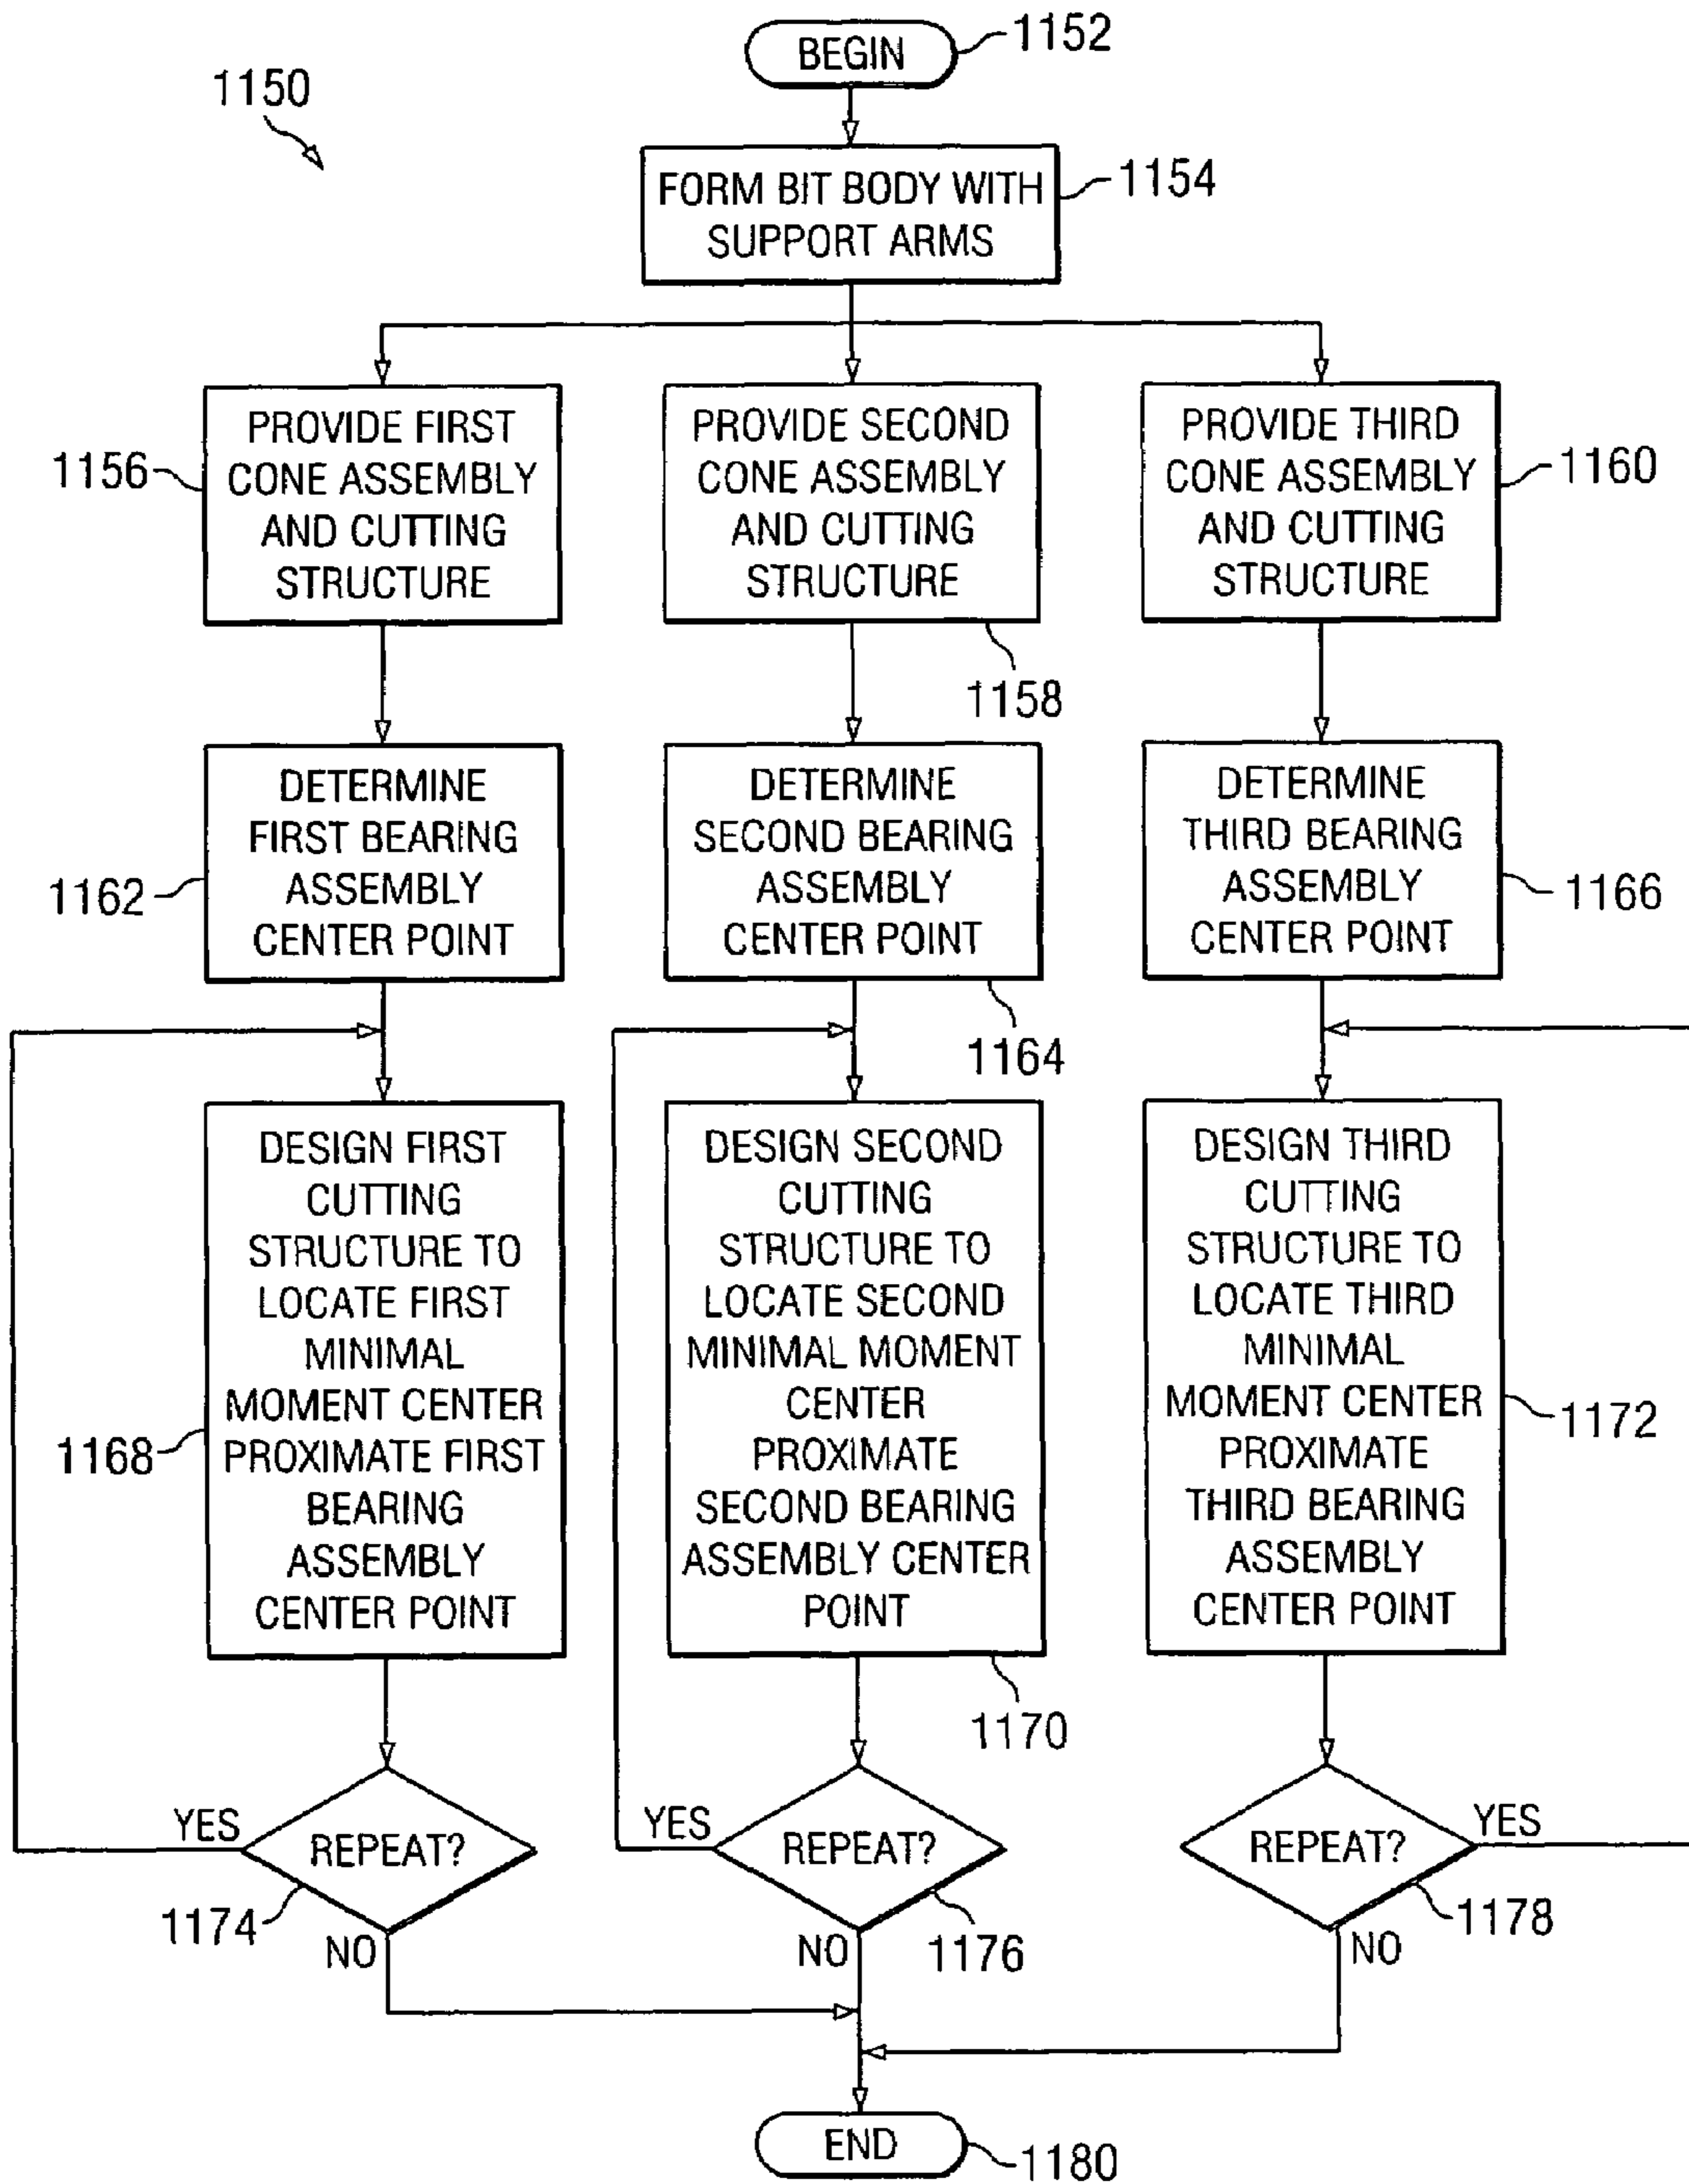 BEGIN
1152
1150
FORM BIT BODY WITH
SUPPORT ARMS
1154
PROVIDE FIRST
CONE ASSEMBLY
AND CUTTING
STRUCTURE
1156
PROVIDE SECOND
CONE ASSEMBLY
AND CUTTING
STRUCTURE
1158
PROVIDE THIRD
CONE ASSEMBLY
AND CUTTING
STRUCTURE
1160
DETERMINE
FIRST BEARING
ASSEMBLY
CENTER POINT
1162
DETERMINE
SECOND BEARING
ASSEMBLY
CENTER POINT
1164
DETERMINE
THIRD BEARING
ASSEMBLY
CENTER POINT
1166
DESIGN FIRST
CUTTING
STRUCTURE TO
LOCATE FIRST
MINIMAL
MOMENT CENTER
PROXIMATE FIRST
BEARING
ASSEMBLY
CENTER POINT
1168
DESIGN SECOND
CUTTING
STRUCTURE TO
LOCATE SECOND
MINIMAL MOMENT
CENTER
PROXIMATE
SECOND BEARING
ASSEMBLY CENTER
POINT
1170
DESIGN THIRD
CUTTING
STRUCTURE TO
LOCATE THIRD
MINIMAL
MOMENT CENTER
PROXIMATE
THIRD BEARING
ASSEMBLY
CENTER POINT
1172
YES
REPEAT?
1174
NO
YES
REPEAT?
1176
NO
REPEAT?
YES
1178
NO
END
1180